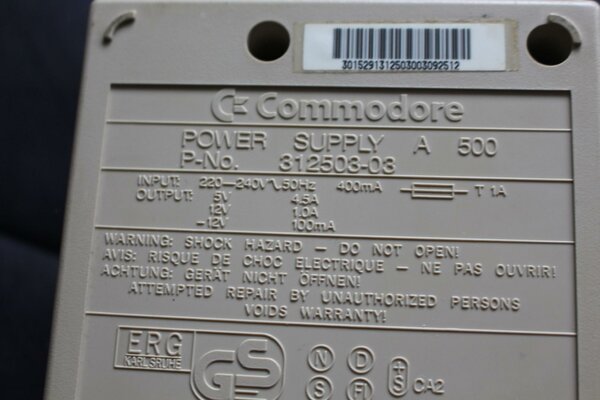 3015291312503003092512
Commodore
POWER SUPPLY A 500
P-No. 312503-03
INPUT: 220—240V∿50Hz 400mA T 1A
OUTPUT: 5V 4.5A
12V 1.0A
-12V 100mA
WARNING: SHOCK HAZARD — DO NOT OPEN!
AVIS: RISQUE DE CHOC ELECTRIQUE — NE PAS OUVRIR!
ACHTUNG: GERÄT NICHT ÖFFNEN!
ATTEMPTED REPAIR BY UNAUTHORIZED PERSONS
VOIDS WARRANTY!
ERG
KARLSRUHE
GS
N D
S FI +S CA2